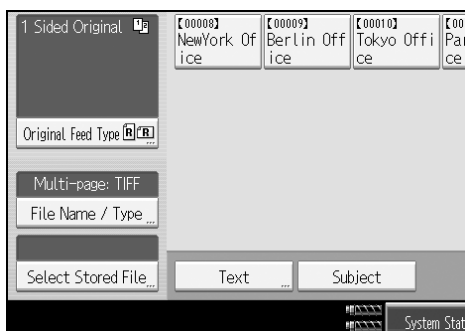 1 Sided Original
[00008]
NewYork Of
ice
[00009]
Berlin Off
ice
[00010]
Tokyo Offi
ce
[00
Par
ce
Original Feed Type
Multi-page: TIFF
File Name / Type
Select Stored File
Text
Subject
System Stat